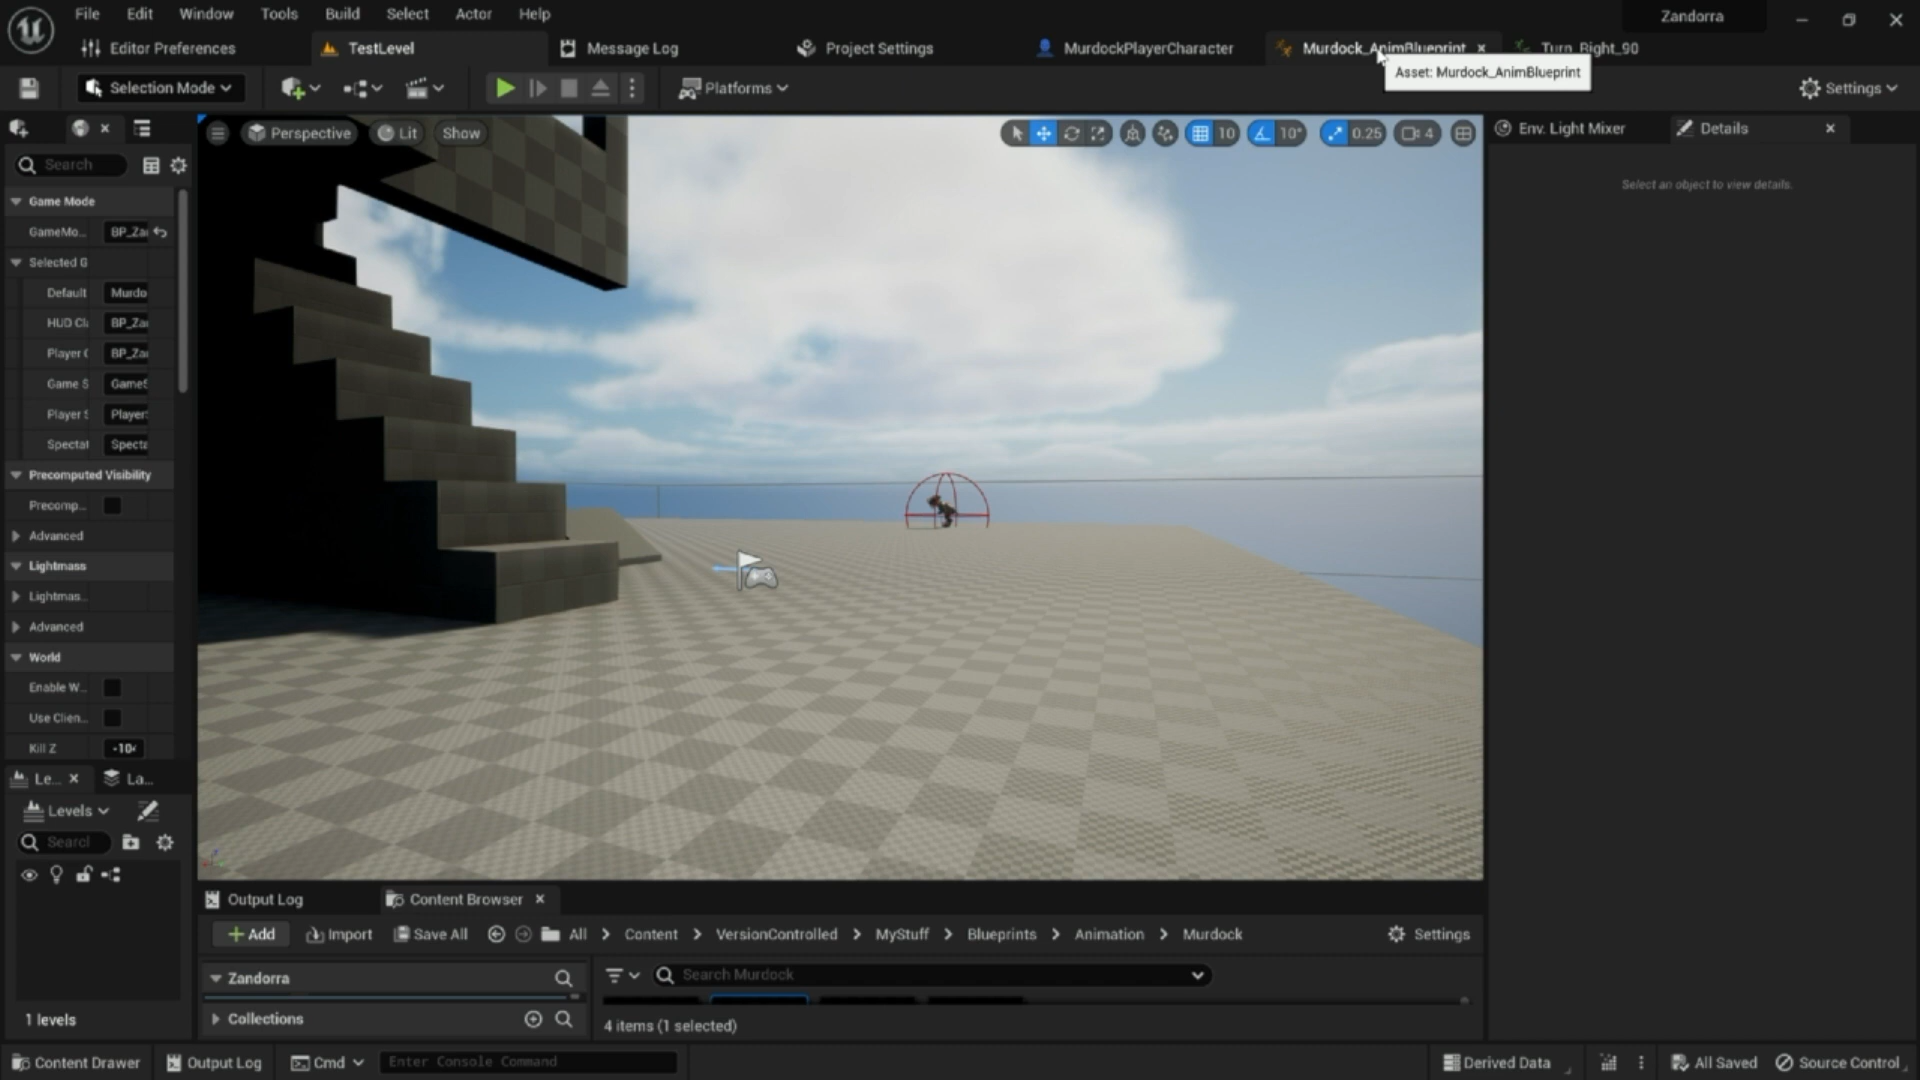 File Edit Window Tools Build Select Actor Help
Zandorra
Editor Preferences
TestLevel
Message Log
Project Settings
MurdockPlayerCharacter
Murdock_AnimBlueprint
Turn_Right_90
Asset: Murdock_AnimBlueprint
Selection Mode
Platforms
Settings
Perspective
Lit
Show
10
10°
0.25
4
Env. Light Mixer
Details
Select an object to view details.
Search
Game Mode
GameMo... BP_Za
Selected G
Default Murdo
HUD Cl BP_Za
Player C BP_Za
Game S GameS
Player S Player
Spectat Specta
Precomputed Visibility
Precomp...
Advanced
Lightmass
Lightmas...
Advanced
World
Enable W...
Use Clien...
Kill Z -10
Le...
La...
Levels
Search
1 levels
Output Log
Content Browser
Add
Import
Save All
All > Content > VersionControlled > MyStuff > Blueprints > Animation > Murdock
Settings
Zandorra
Search Murdock
Collections
4 items (1 selected)
Content Drawer
Output Log
Cmd
Enter Console Command
Derived Data
All Saved
Source Control